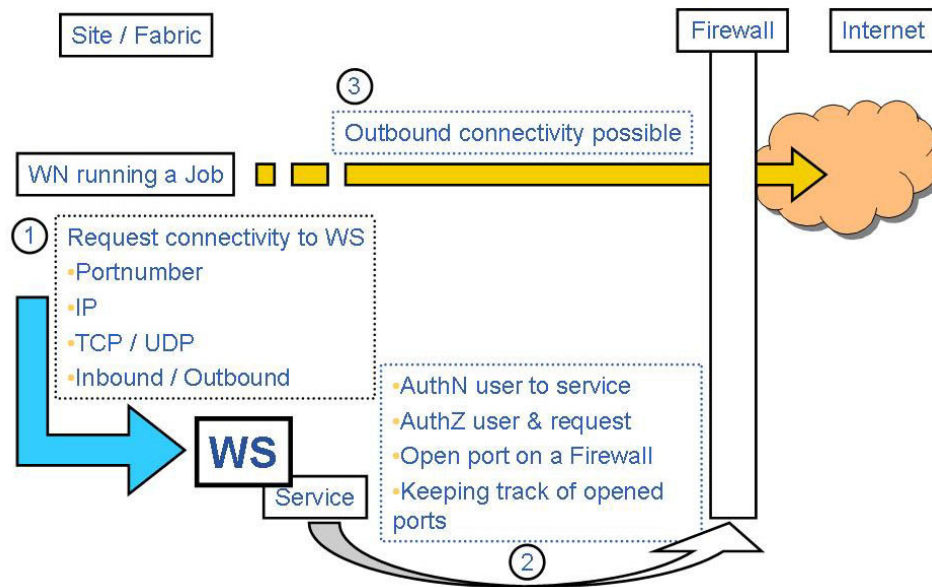 Site / Fabric
Firewall
Internet
3
Outbound connectivity possible
WN running a Job
1
Request connectivity to WS
•Portnumber
•IP
•TCP / UDP
•Inbound / Outbound
•AuthN user to service
•AuthZ user & request
•Open port on a Firewall
•Keeping track of opened
ports
WS
Service
2